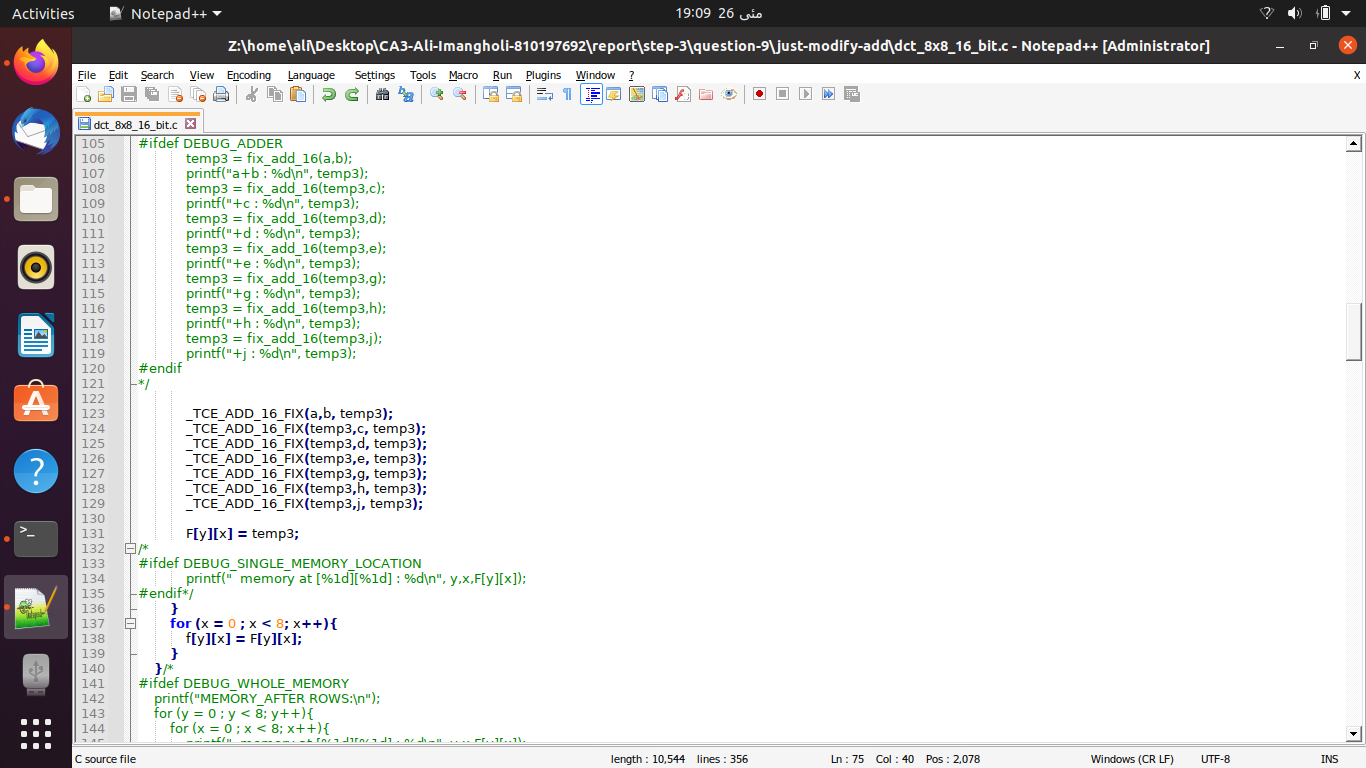 Activities Notepad++ 19:09 26 مئی
Z:\home\ali\Desktop\CA3-Ali-Imangholi-810197692\report\step-3\question-9\just-modify-add\dct_8x8_16_bit.c - Notepad++ [Administrator]
File Edit Search View Encoding Language Settings Tools Macro Run Plugins Window ? X
dct_8x8_16_bit.c
105 #ifdef DEBUG_ADDER
106 temp3 = fix_add_16(a,b);
107 printf("a+b : %d\n", temp3);
108 temp3 = fix_add_16(temp3,c);
109 printf("+c : %d\n", temp3);
110 temp3 = fix_add_16(temp3,d);
111 printf("+d : %d\n", temp3);
112 temp3 = fix_add_16(temp3,e);
113 printf("+e : %d\n", temp3);
114 temp3 = fix_add_16(temp3,g);
115 printf("+g : %d\n", temp3);
116 temp3 = fix_add_16(temp3,h);
117 printf("+h : %d\n", temp3);
118 temp3 = fix_add_16(temp3,j);
119 printf("+j : %d\n", temp3);
120 #endif
121 */
122
123 _TCE_ADD_16_FIX(a,b, temp3);
124 _TCE_ADD_16_FIX(temp3,c, temp3);
125 _TCE_ADD_16_FIX(temp3,d, temp3);
126 _TCE_ADD_16_FIX(temp3,e, temp3);
127 _TCE_ADD_16_FIX(temp3,g, temp3);
128 _TCE_ADD_16_FIX(temp3,h, temp3);
129 _TCE_ADD_16_FIX(temp3,j, temp3);
130
131 F[y][x] = temp3;
132 /*
133 #ifdef DEBUG_SINGLE_MEMORY_LOCATION
134 printf("  memory at [%1d][%1d] : %d\n", y,x,F[y][x]);
135 #endif*/
136 }
137 for (x = 0 ; x < 8; x++){
138 f[y][x] = F[y][x];
139 }
140 }/*
141 #ifdef DEBUG_WHOLE_MEMORY
142 printf("MEMORY_AFTER ROWS:\n");
143 for (y = 0 ; y < 8; y++){
144 for (x = 0 ; x < 8; x++){
145 printf("  memory at [%1d][%1d] : %d\n", y,x,F[y][x]);
C source file length : 10,544 lines : 356 Ln : 75 Col : 40 Pos : 2,078 Windows (CR LF) UTF-8 INS